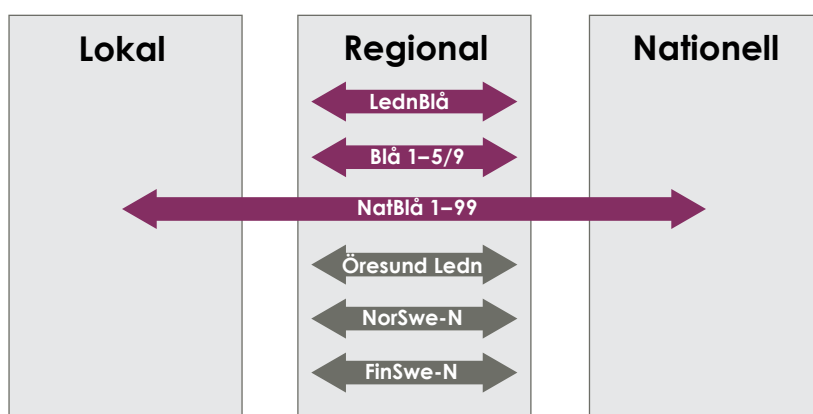 Lokal
Regional
Nationell
LednBlå
Blå 1–5/9
NatBlå 1–99
Öresund Ledn
NorSwe-N
FinSwe-N